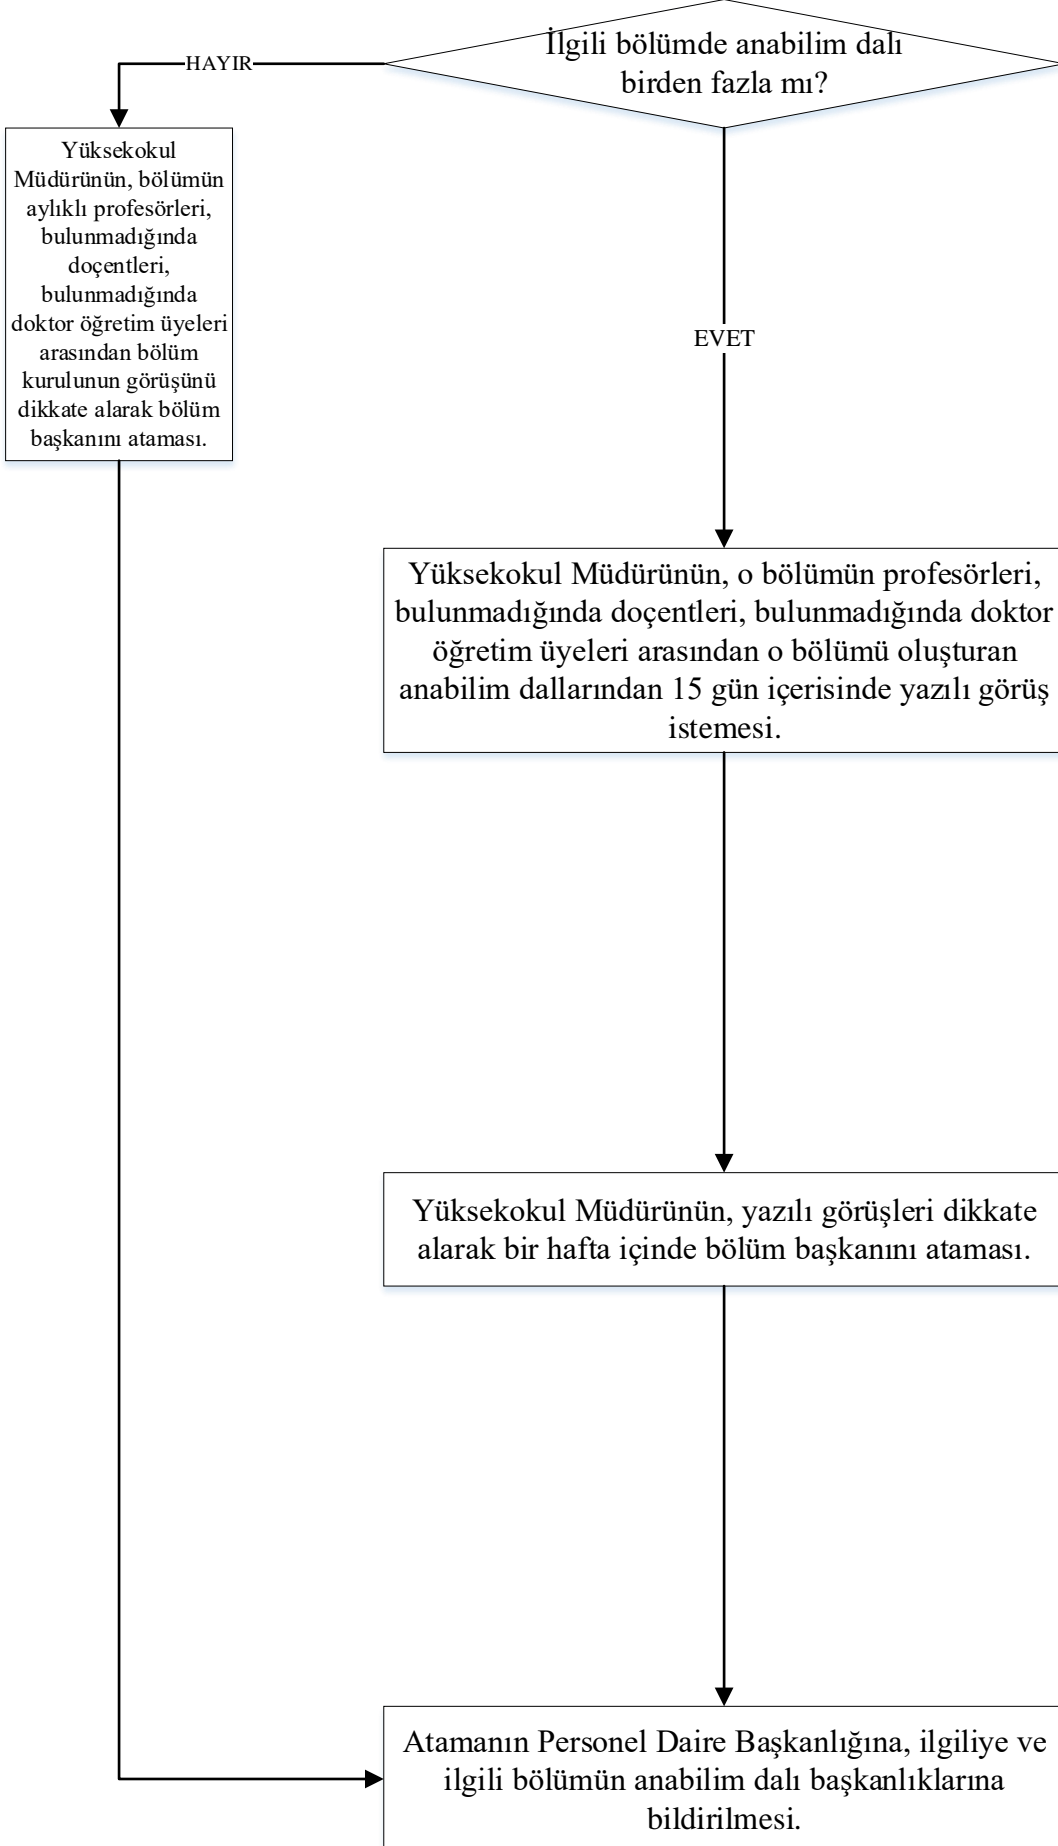 İlgili bölümde anabilim dalı
birden fazla mı?
HAYIR
Yüksekokul
Müdürünün, bölümün
aylıklı profesörleri,
bulunmadığında
doçentleri,
bulunmadığında
doktor öğretim üyeleri
arasından bölüm
kurulunun görüşünü
dikkate alarak bölüm
başkanını ataması.
EVET
Yüksekokul Müdürünün, o bölümün profesörleri,
bulunmadığında doçentleri, bulunmadığında doktor
öğretim üyeleri arasından o bölümü oluşturan
anabilim dallarından 15 gün içerisinde yazılı görüş
istemesi.
Yüksekokul Müdürünün, yazılı görüşleri dikkate
alarak bir hafta içinde bölüm başkanını ataması.
Atamanın Personel Daire Başkanlığına, ilgiliye ve
ilgili bölümün anabilim dalı başkanlıklarına
bildirilmesi.